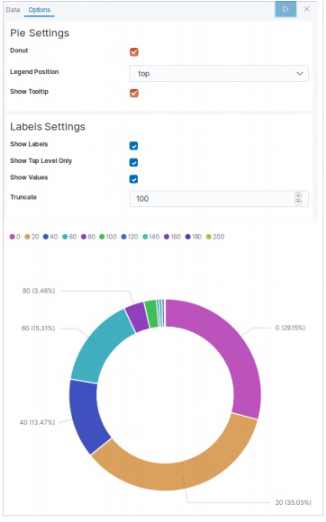 Data Options
Pie Settings
Donut
Legend Position top
Show Tooltip
Labels Settings
Show Labels
Show Top Level Only
Show Values
Truncate 100
0 20 40 60 80 100 120 140 160 180 200
80 (3.46%)
60 (15.31%)
0 (29.15%)
40 (13.47%)
20 (35.05%)